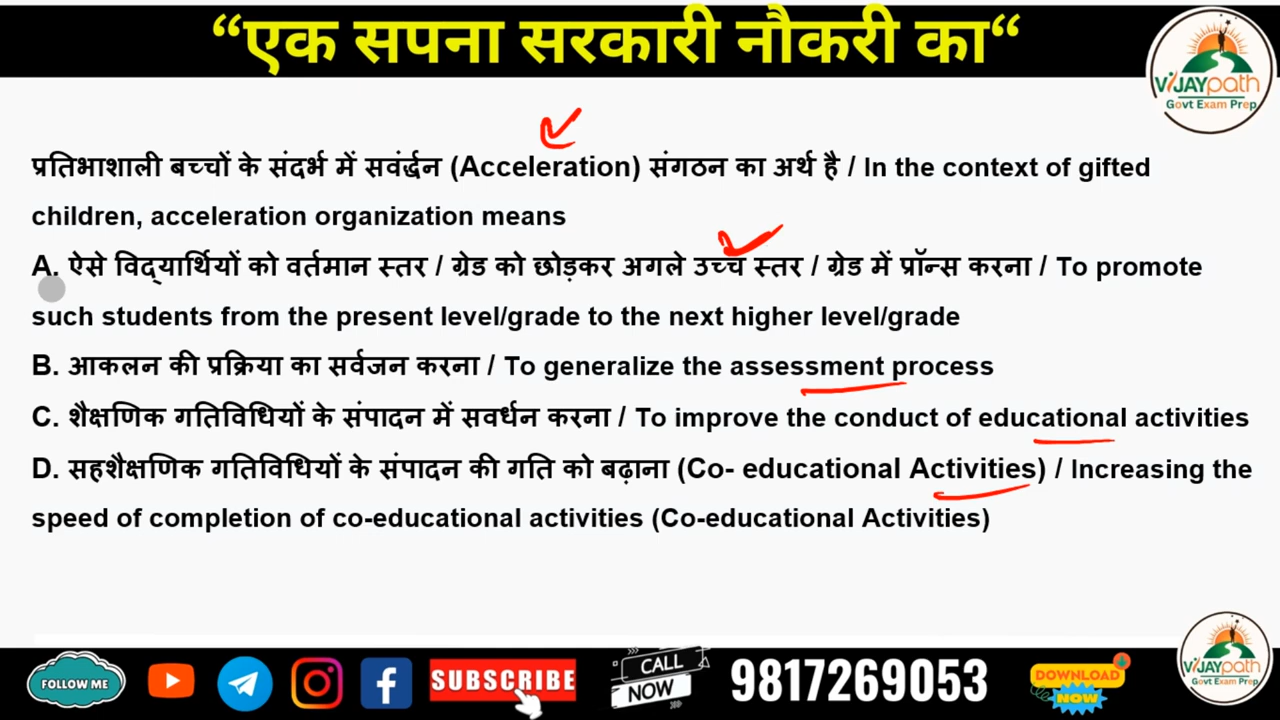 “एक सपना सरकारी नौकरी का“
ViJAYpath
Govt Exam Prep
प्रतिभाशाली बच्चों के संदर्भ में सवंर्द्धन (Acceleration) संगठन का अर्थ है / In the context of gifted
children, acceleration organization means
A. ऐसे विद्यार्थियों को वर्तमान स्तर / ग्रेड को छोड़कर अगले उच्च स्तर / ग्रेड में प्रॉन्स करना / To promote
such students from the present level/grade to the next higher level/grade
B. आकलन की प्रक्रिया का सर्वजन करना / To generalize the assessment process
C. शैक्षणिक गतिविधियों के संपादन में सवर्धन करना / To improve the conduct of educational activities
D. सहशैक्षणिक गतिविधियों के संपादन की गति को बढ़ाना (Co- educational Activities) / Increasing the
speed of completion of co-educational activities (Co-educational Activities)
FOLLOW ME
SUBSCRIBE
CALL
NOW
9817269053
DOWNLOAD
NOW
ViJAYpath
Govt Exam Prep